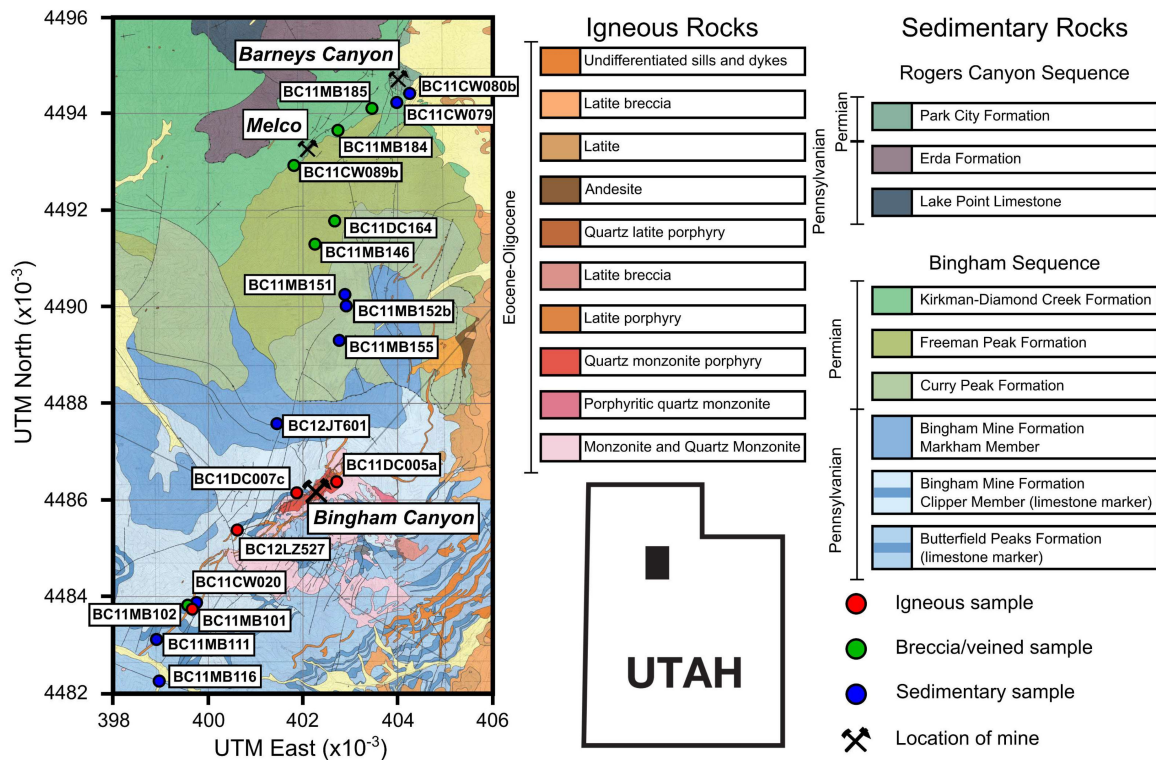 4496
4494
4492
4490
4488
4486
4484
4482
UTM North (x10-3)
398
400
402
404
406
UTM East (x10-3)
Barneys Canyon
BC11MB185
BC11CW080b
BC11CW079
Melco
BC11MB184
BC11CW089b
BC11DC164
BC11MB146
BC11MB151
BC11MB152b
BC11MB155
BC12JT601
BC11DC005a
BC11DC007c
Bingham Canyon
BC12LZ527
BC11CW020
BC11MB102
BC11MB101
BC11MB111
BC11MB116
Igneous Rocks
Eocene-Oligocene
Undifferentiated sills and dykes
Latite breccia
Latite
Andesite
Quartz latite porphyry
Latite breccia
Latite porphyry
Quartz monzonite porphyry
Porphyritic quartz monzonite
Monzonite and Quartz Monzonite
UTAH
Sedimentary Rocks
Rogers Canyon Sequence
Permian
Park City Formation
Pennsylvanian
Erda Formation
Lake Point Limestone
Bingham Sequence
Permian
Kirkman-Diamond Creek Formation
Freeman Peak Formation
Curry Peak Formation
Pennsylvanian
Bingham Mine Formation
Markham Member
Bingham Mine Formation
Clipper Member (limestone marker)
Butterfield Peaks Formation
(limestone marker)
Igneous sample
Breccia/veined sample
Sedimentary sample
Location of mine